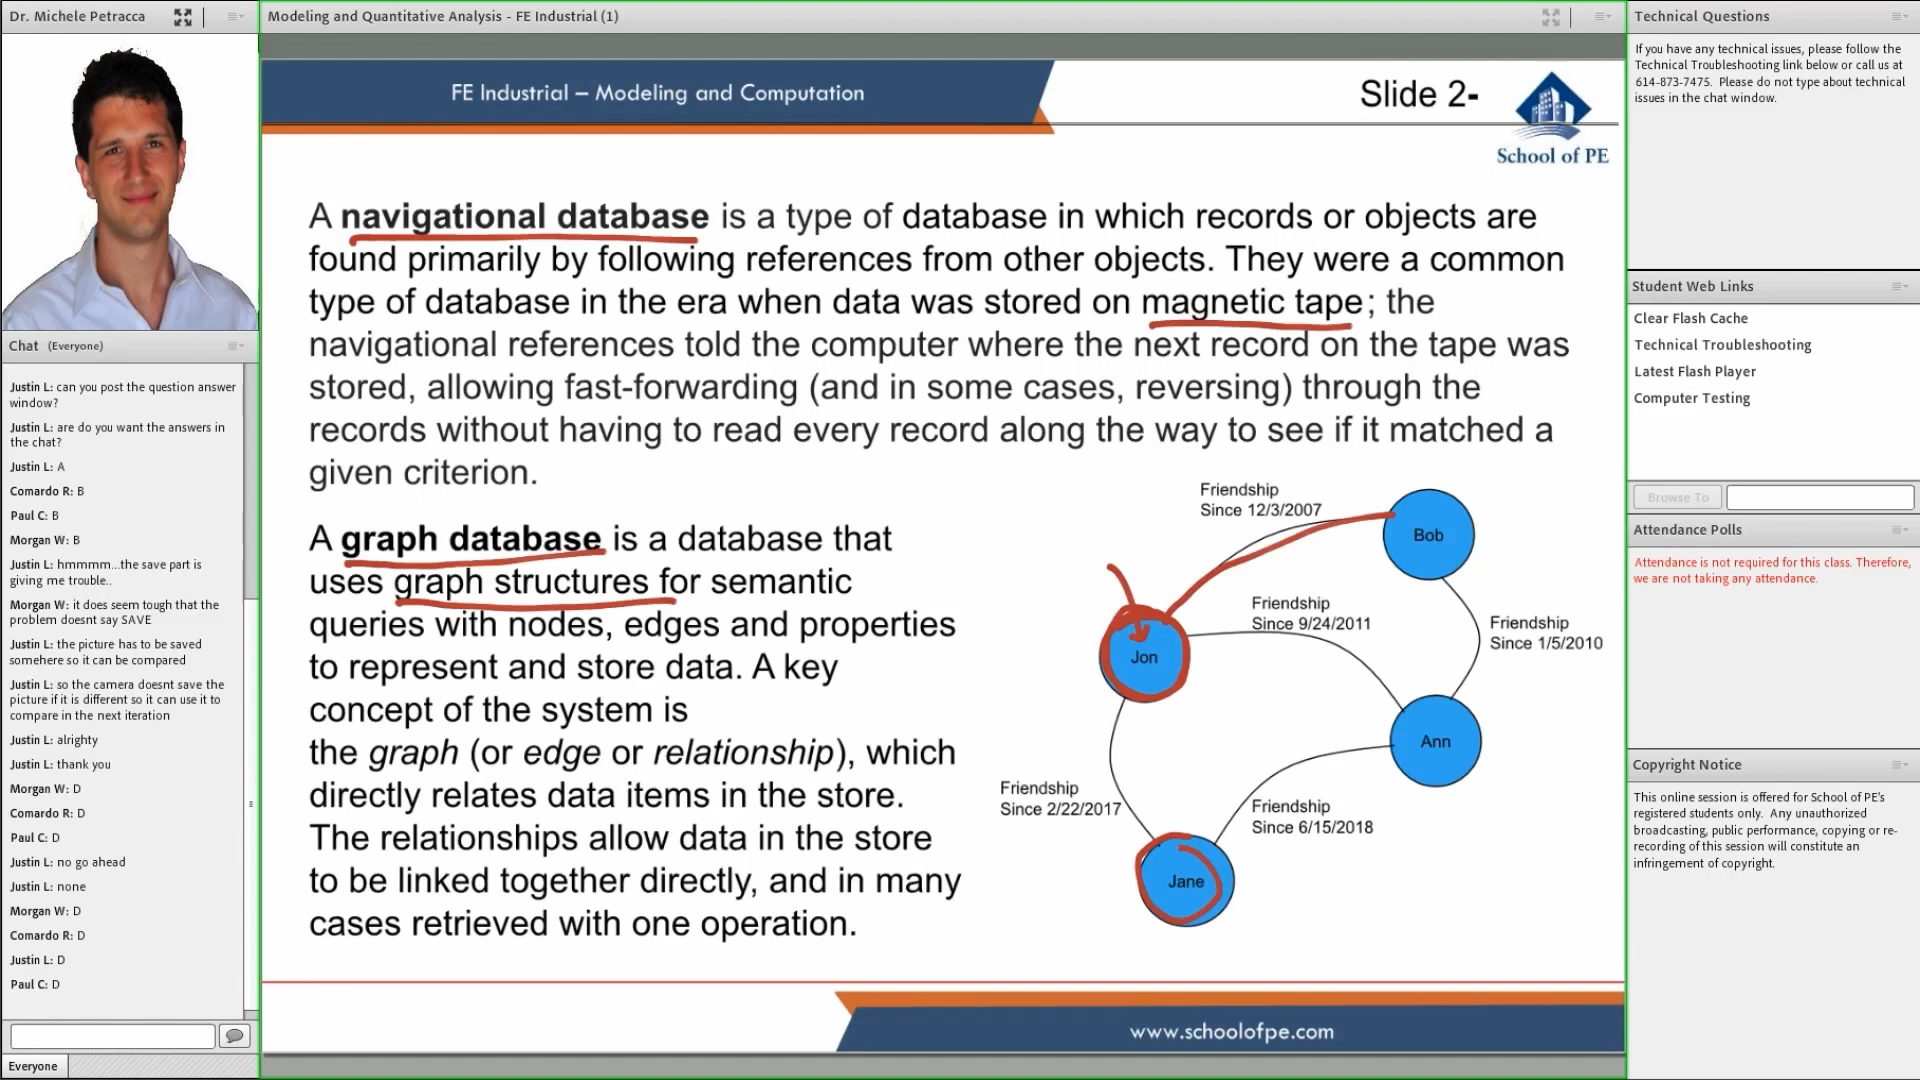 Dr. Michele Petracca
Chat (Everyone)
Justin L: can you post the question answer
window?
Justin L: are do you want the answers in
the chat?
Justin L: A
Comardo R: B
Paul C: B
Morgan W: B
Justin L: hmmmm...the save part is
giving me trouble..
Morgan W: it does seem tough that the
problem doesnt say SAVE
Justin L: the picture has to be saved
somehere so it can be compared
Justin L: so the camera doesnt save the
picture if it is different so it can use it to
compare in the next iteration
Justin L: alrighty
Justin L: thank you
Morgan W: D
Comardo R: D
Paul C: D
Justin L: no go ahead
Justin L: none
Morgan W: D
Comardo R: D
Justin L: D
Paul C: D
Everyone
Modeling and Quantitative Analysis - FE Industrial (1)
FE Industrial – Modeling and Computation
Slide 2-
School of PE
A navigational database is a type of database in which records or objects are
found primarily by following references from other objects. They were a common
type of database in the era when data was stored on magnetic tape; the
navigational references told the computer where the next record on the tape was
stored, allowing fast-forwarding (and in some cases, reversing) through the
records without having to read every record along the way to see if it matched a
given criterion.
A graph database is a database that
uses graph structures for semantic
queries with nodes, edges and properties
to represent and store data. A key
concept of the system is
the graph (or edge or relationship), which
directly relates data items in the store.
The relationships allow data in the store
to be linked together directly, and in many
cases retrieved with one operation.
Friendship
Since 12/3/2007
Bob
Friendship
Since 9/24/2011
Friendship
Since 1/5/2010
Jon
Ann
Friendship
Since 2/22/2017
Friendship
Since 6/15/2018
Jane
www.schoolofpe.com
Technical Questions
If you have any technical issues, please follow the
Technical Troubleshooting link below or call us at
614-873-7475. Please do not type about technical
issues in the chat window.
Student Web Links
Clear Flash Cache
Technical Troubleshooting
Latest Flash Player
Computer Testing
Browse To
Attendance Polls
Attendance is not required for this class. Therefore,
we are not taking any attendance.
Copyright Notice
This online session is offered for School of PE's
registered students only. Any unauthorized
broadcasting, public performance, copying or re-
recording of this session will constitute an
infringement of copyright.